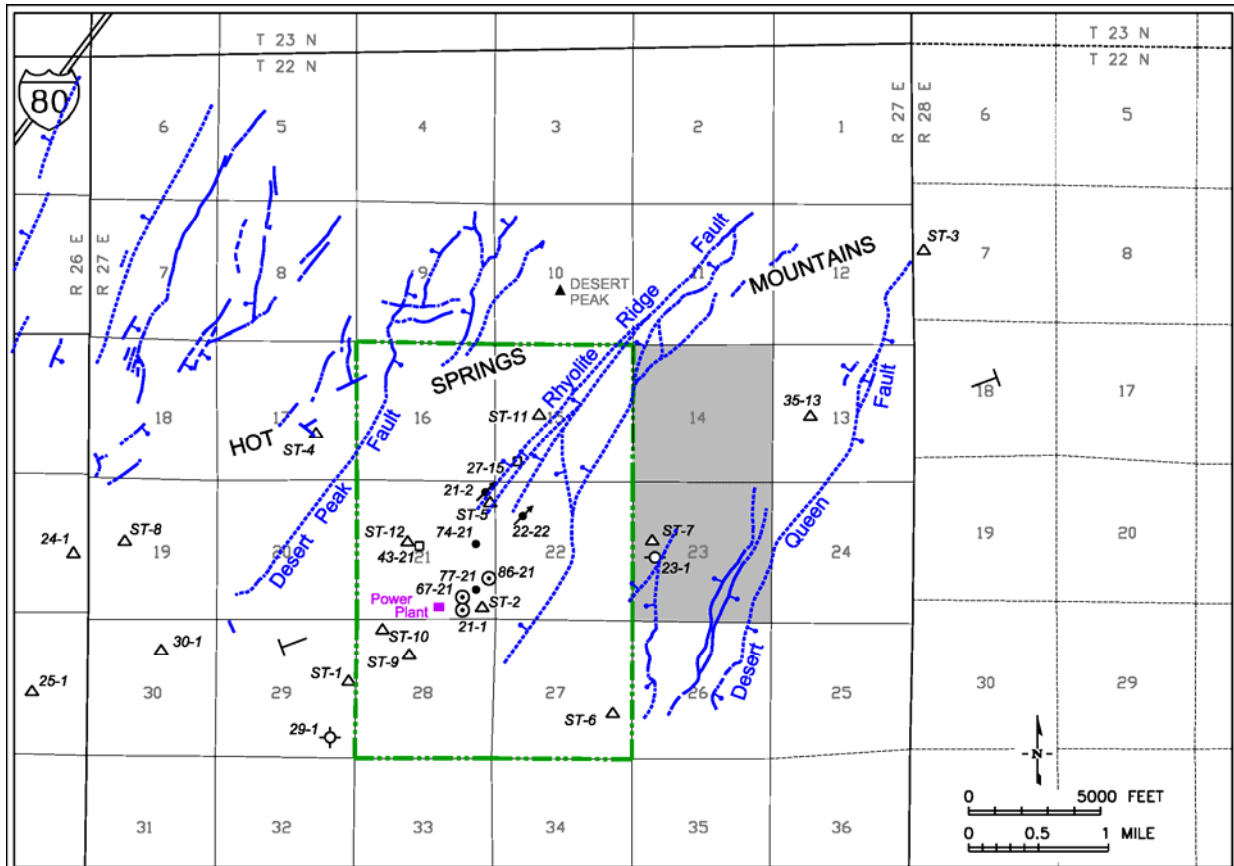 T 23 N
T 22 N
T 23 N
T 22 N
80
R 26 E
R 27 E
R 27 E
R 28 E
6
5
4
3
2
1
6
5
7
8
9
10
11
12
7
8
ST-3
DESERT
PEAK
Rhyolite Ridge Fault
HOT SPRINGS MOUNTAINS
18
17
16
15
14
13
18
17
ST-4
ST-11
35-13
27-15
Desert Peak Fault
Desert Queen Fault
21-2
ST-5
22-22
24-1
ST-8
19
20
ST-12
43-21
21
74-21
22
ST-7
23
23-1
24
19
20
77-21
86-21
67-21
ST-2
Power
Plant
21-1
ST-10
ST-9
30-1
25-1
30
29
ST-1
28
27
26
25
30
29
29-1
ST-6
N
31
32
33
34
35
36
0 5000 FEET
0 0.5 1 MILE